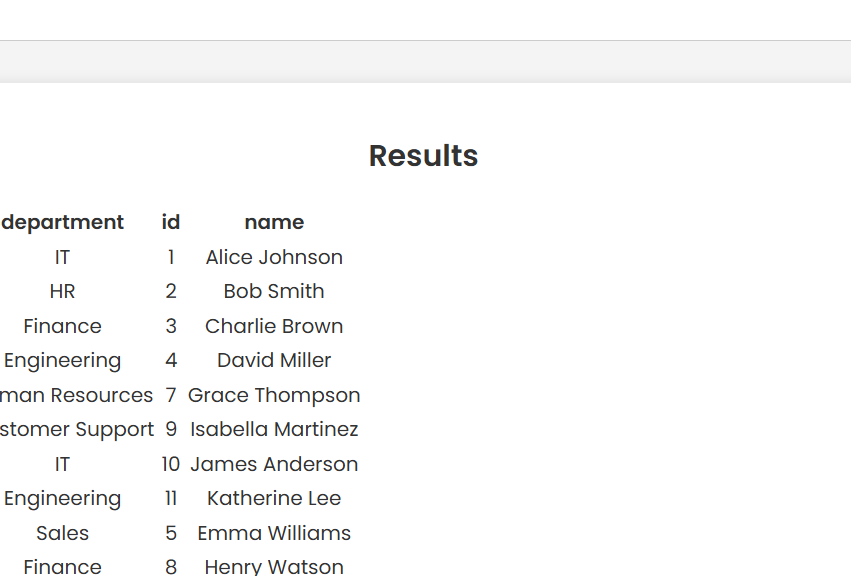 Results
department id name
IT 1 Alice Johnson
HR 2 Bob Smith
Finance 3 Charlie Brown
Engineering 4 David Miller
man Resources 7 Grace Thompson
stomer Support 9 Isabella Martinez
IT 10 James Anderson
Engineering 11 Katherine Lee
Sales 5 Emma Williams
Finance 8 Henry Watson